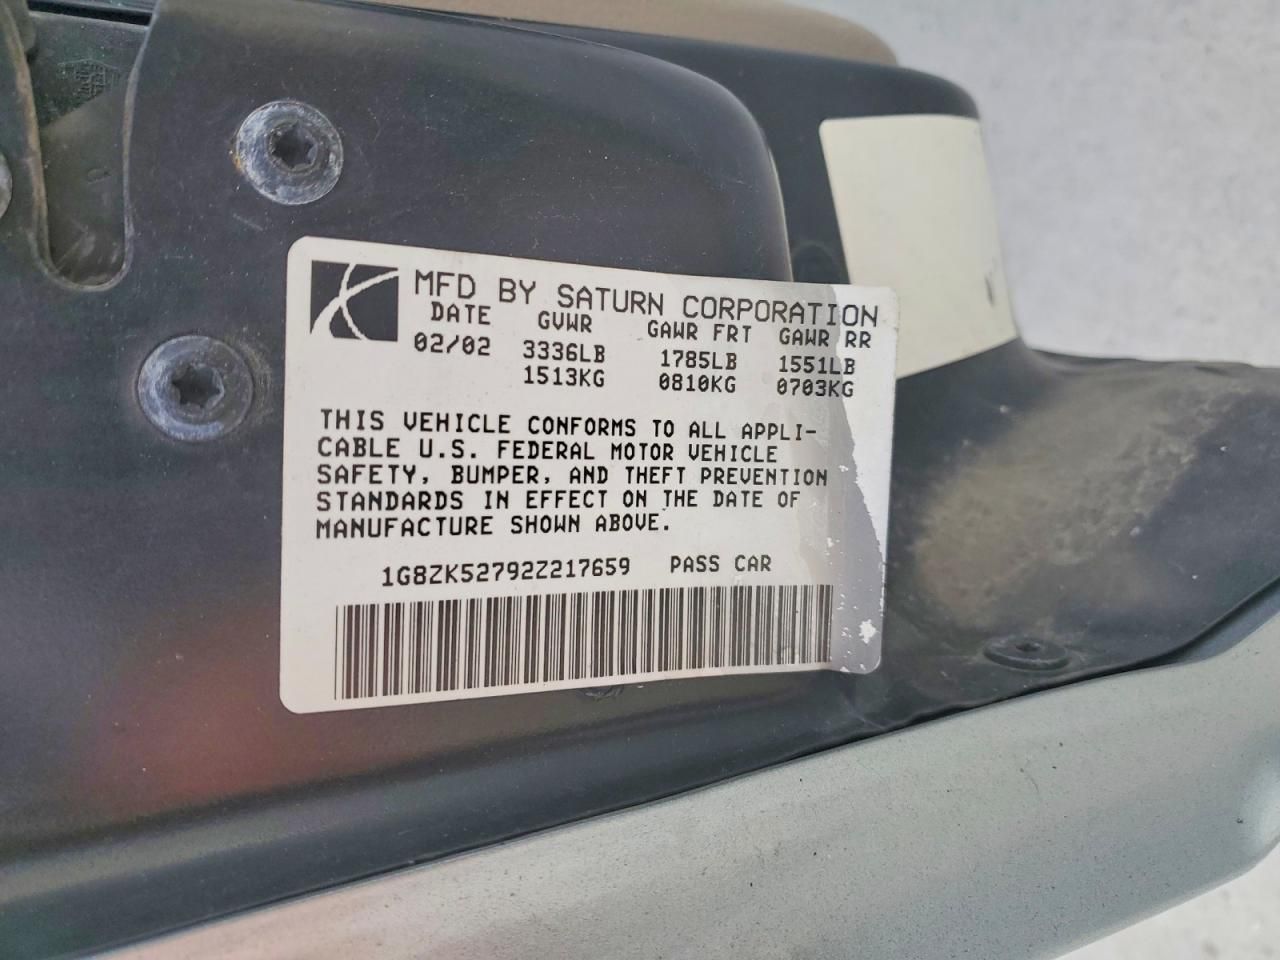 MFD BY SATURN CORPORATION
DATE GVWR GAWR FRT GAWR RR
02/02 3336LB 1785LB 1551LB
1513KG 0810KG 0703KG
THIS VEHICLE CONFORMS TO ALL APPLI-
CABLE U.S. FEDERAL MOTOR VEHICLE
SAFETY, BUMPER, AND THEFT PREVENTION
STANDARDS IN EFFECT ON THE DATE OF
MANUFACTURE SHOWN ABOVE.
1G8ZK52792Z217659 PASS CAR